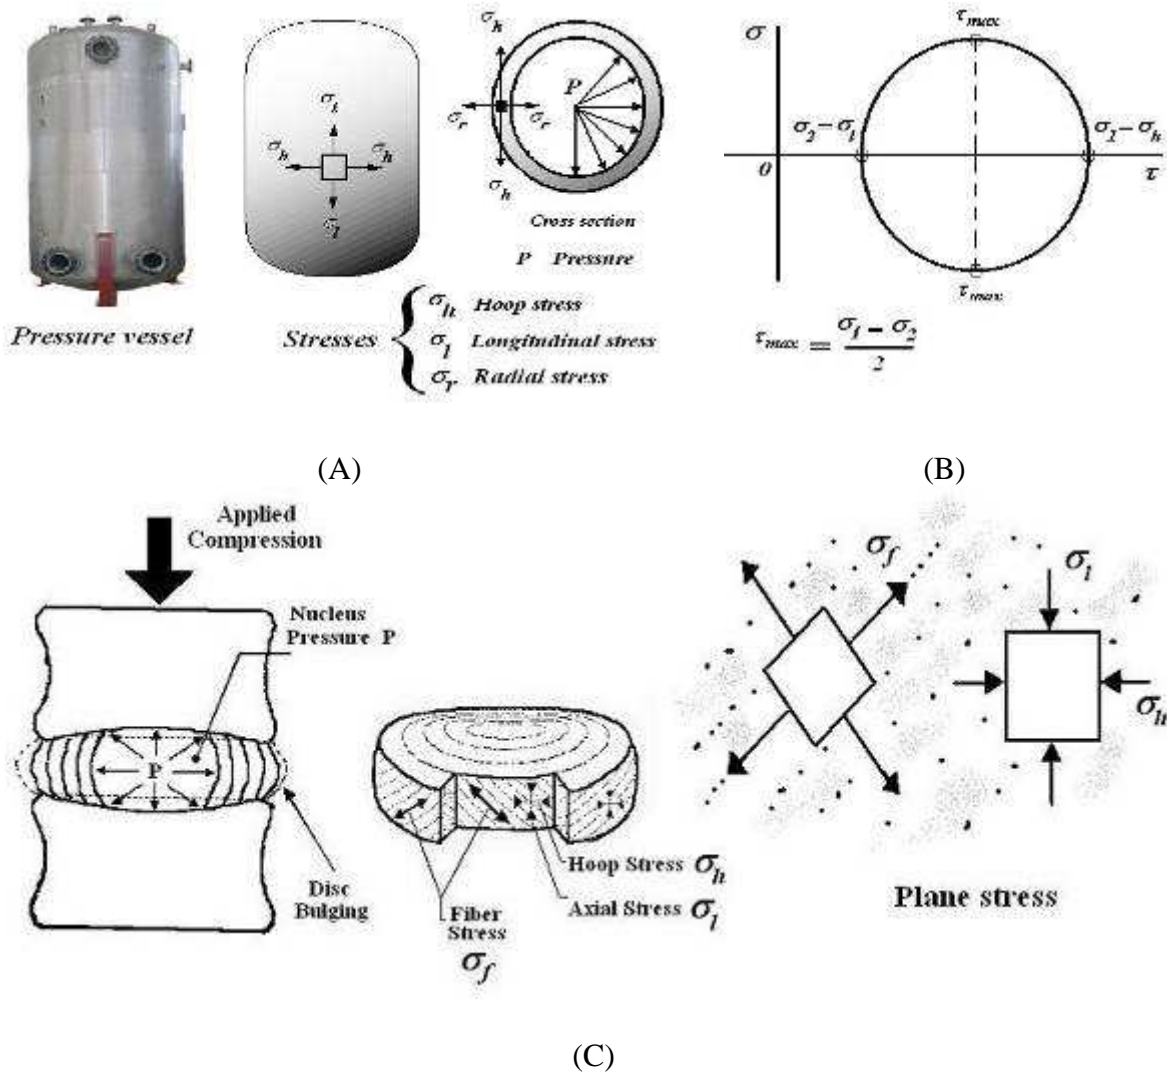 σₜ
σₕ
σₕ
σₗ
Pressure vessel
σₕ
P
σᵣ
σᵣ
σₕ
Cross section
P Pressure
Stresses
σₕ Hoop stress
σₗ Longitudinal stress
σᵣ Radial stress
(A)
σ
τmax
σ₂ – σₗ
σ₁ – σₕ
0
τ
τmax
τmax = σ₁ – σ₂ / 2
(B)
Applied
Compression
Nucleus
Pressure P
P
Disc
Bulging
Fiber
Stress
σf
Hoop Stress σₕ
Axial Stress σₗ
σf
σₗ
σₕ
Plane stress
(C)